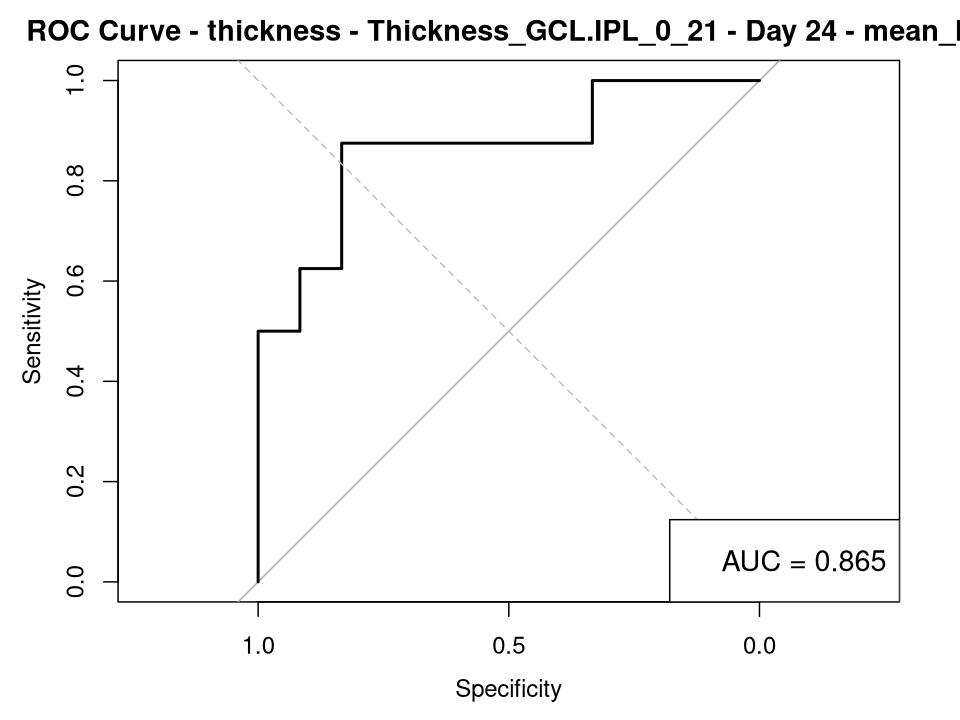 ROC Curve - thickness - Thickness_GCL.IPL_0_21 - Day 24 - mean_
1.0
0.8
0.6
0.4
0.2
0.0
Sensitivity
AUC = 0.865
1.0 0.5 0.0
Specificity